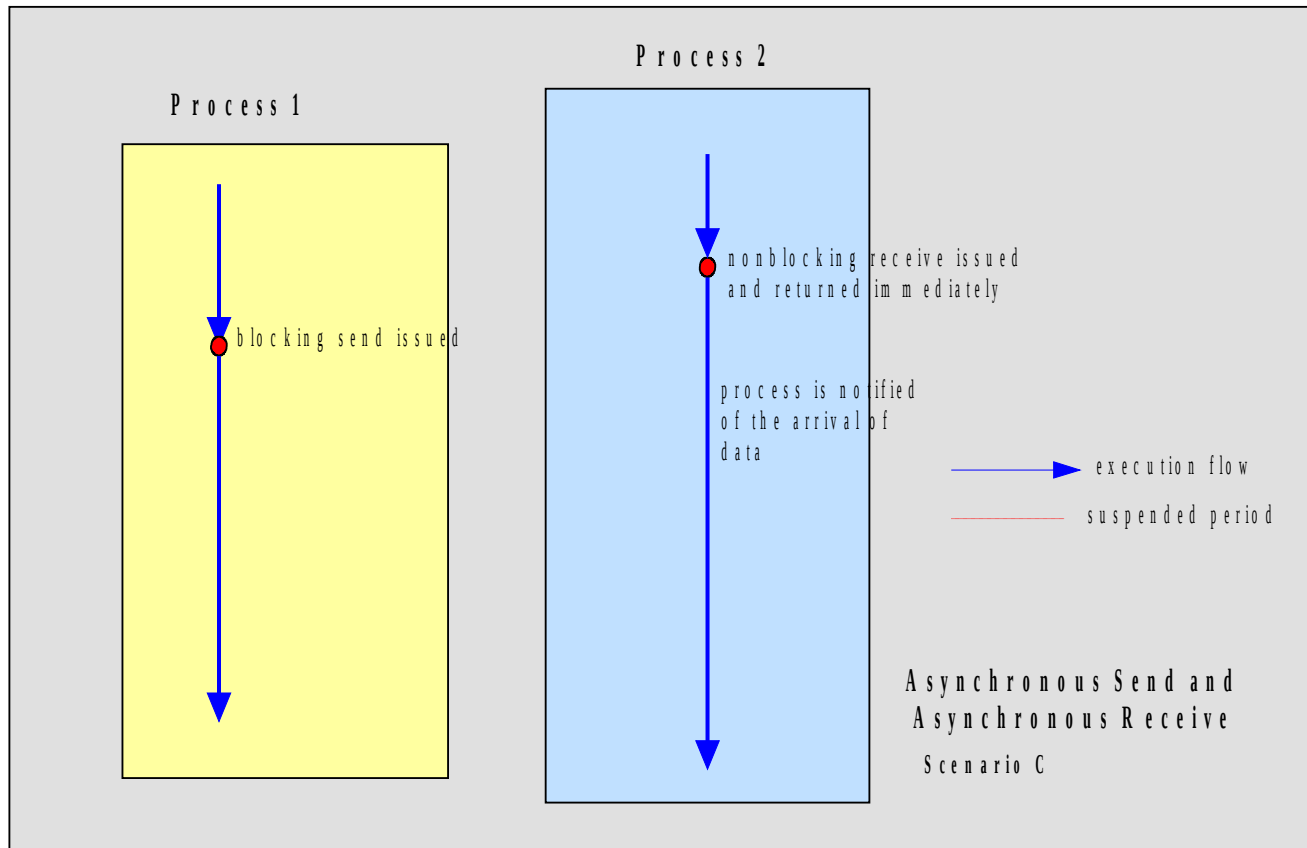 Process 2
Process 1
nonblocking receive issued
and returned immediately
blocking send issued
process is notified
of the arrival of
data
execution flow
suspended period
Asynchronous Send and
Asynchronous Receive
Scenario C